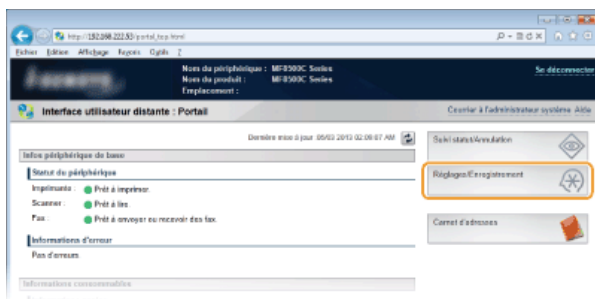 http://192.168.222.53/portal_top.html
Fichier Edition Affichage Favoris Outils ?
Nom du périphérique : MF8500C Series
Nom du produit : MF8500C Series
Emplacement :
Se déconnecter
Interface utilisateur distante : Portail
Courrier à l'administrateur système Aide
Dernière mise à jour :05/03 2013 02:09:07 AM
Infos périphérique de base
Statut du périphérique
Imprimante : Prêt à imprimer.
Scanner : Prêt à lire.
Fax : Prêt à envoyer ou recevoir des fax.
Informations d'erreur
Pas d'erreurs.
Informations consommables
Suivi statut/Annulation
Réglages/Enregistrement
Carnet d'adresses